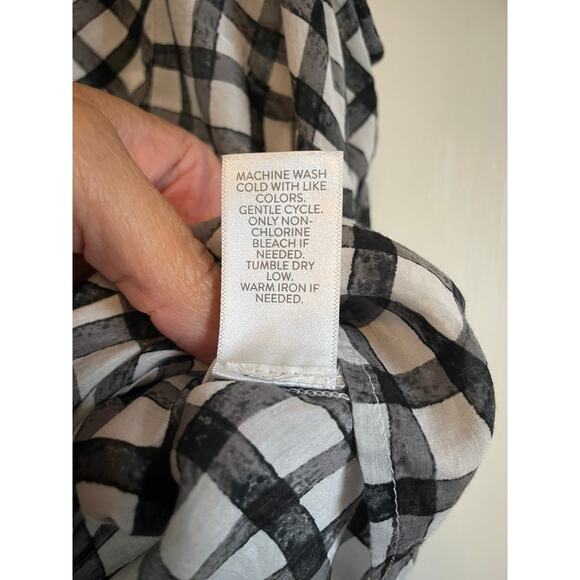 MACHINE WASH
COLD WITH LIKE
COLORS.
GENTLE CYCLE.
ONLY NON-
CHLORINE
BLEACH IF
NEEDED.
TUMBLE DRY
LOW.
WARM IRON IF
NEEDED.